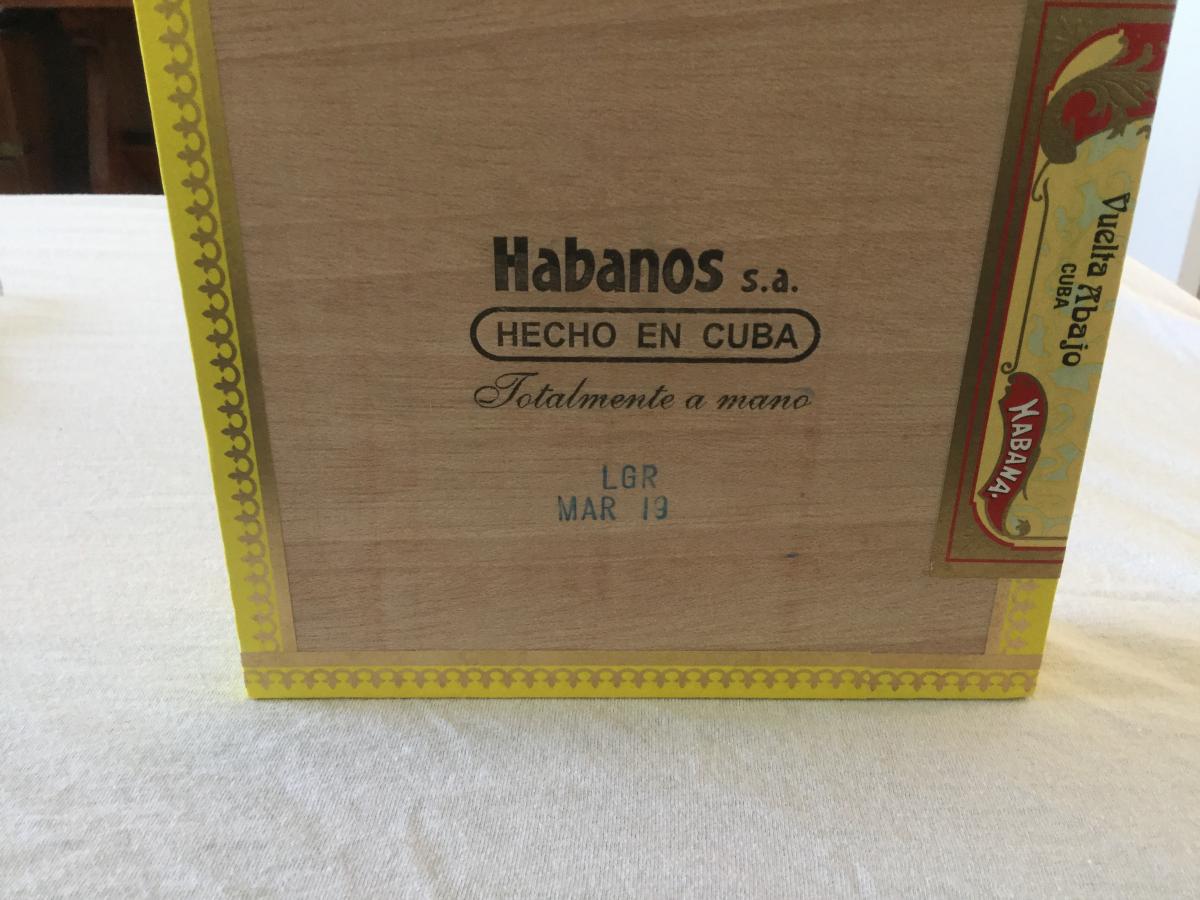 Habanos s.a.
HECHO EN CUBA
Totalmente a mano
LGR
MAR 19
Vuelta Abajo
CUBA
HABANA.